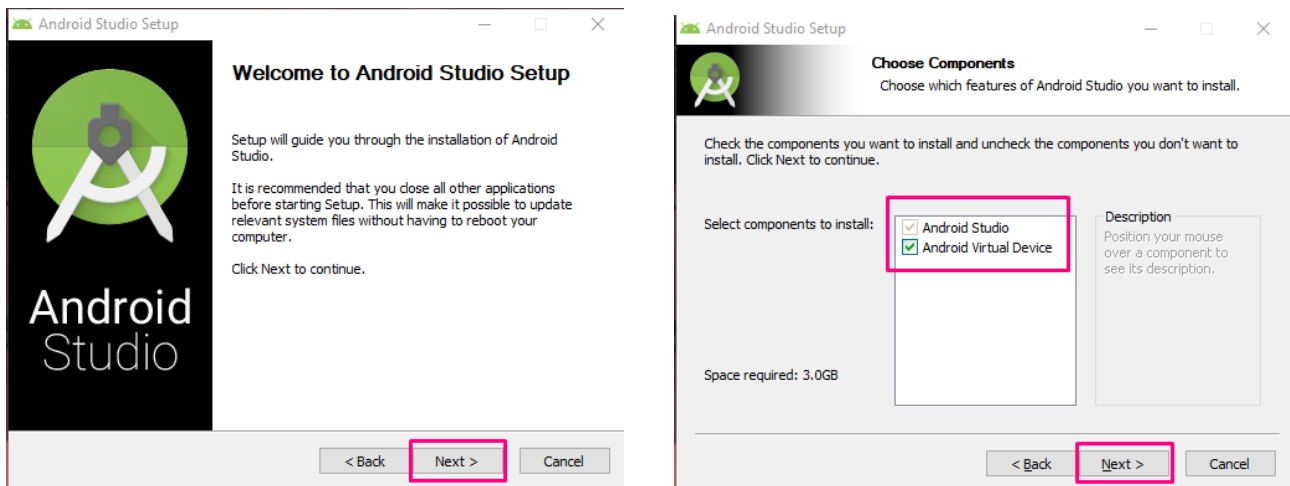 Android Studio Setup
Welcome to Android Studio Setup
Setup will guide you through the installation of Android
Studio.
It is recommended that you close all other applications
before starting Setup. This will make it possible to update
relevant system files without having to reboot your
computer.
Click Next to continue.
Android
Studio
< Back
Next >
Cancel
Android Studio Setup
Choose Components
Choose which features of Android Studio you want to install.
Check the components you want to install and uncheck the components you don't want to
install. Click Next to continue.
Select components to install:
Android Studio
Android Virtual Device
Description
Position your mouse
over a component to
see its description.
Space required: 3.0GB
< Back
Next >
Cancel